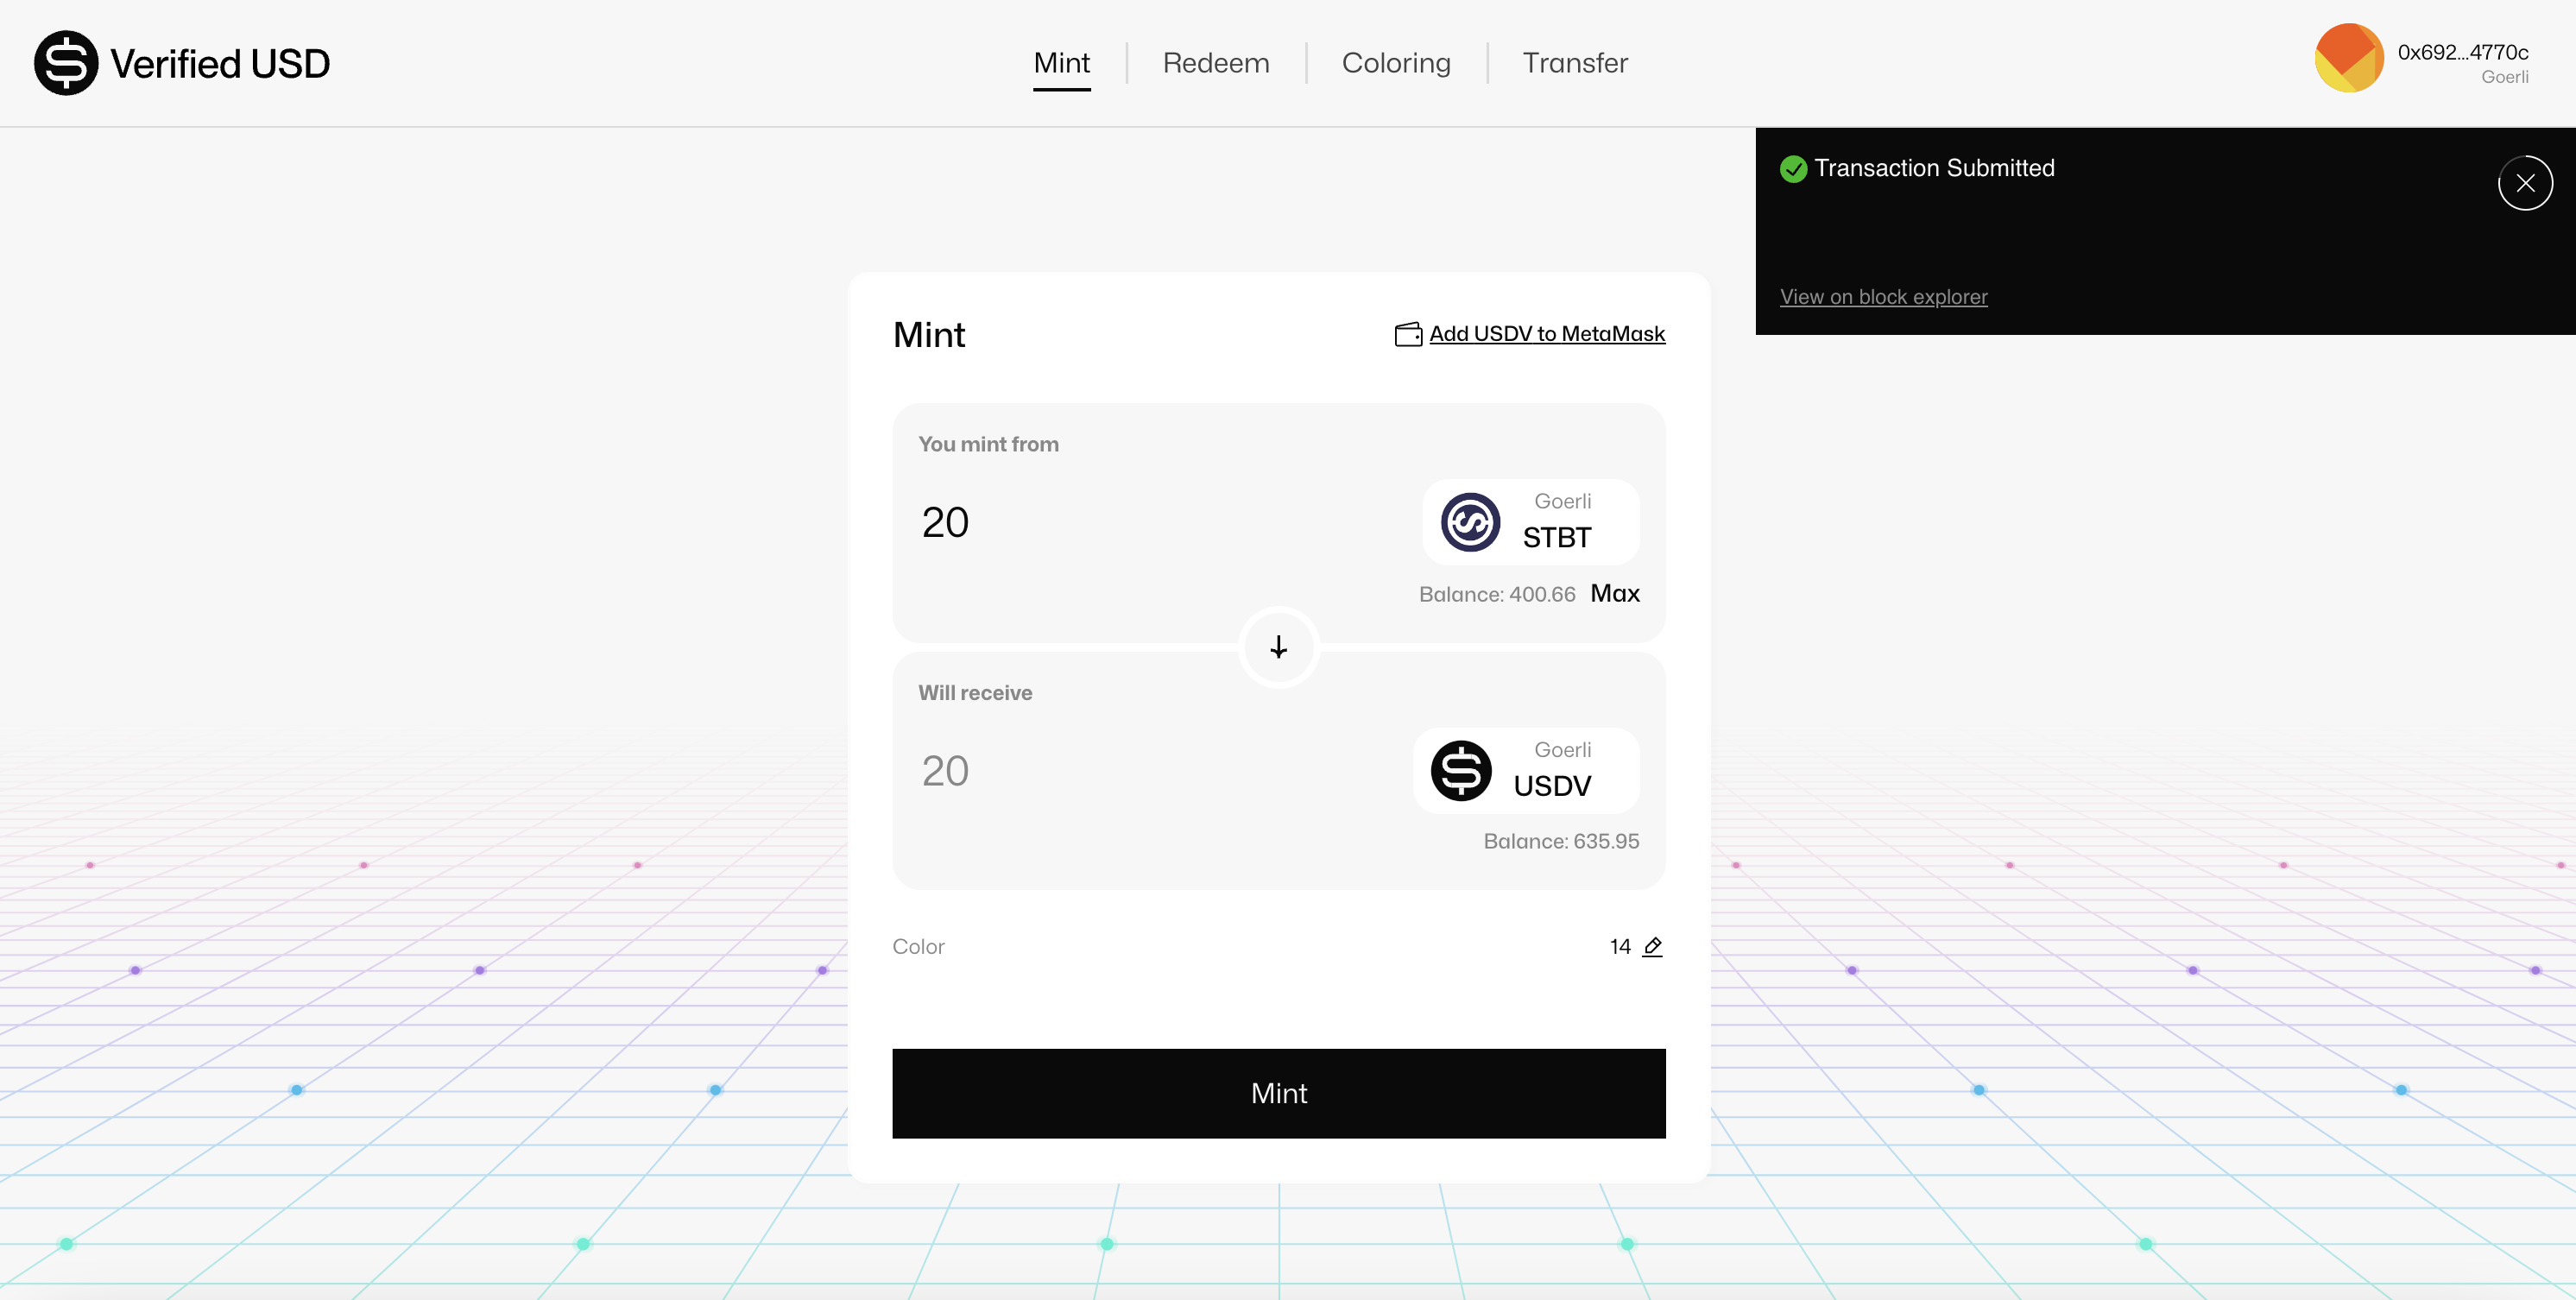 Verified USD
Mint
Redeem
Coloring
Transfer
0x692...4770c
Goerli
Transaction Submitted
View on block explorer
Mint
Add USDV to MetaMask
You mint from
20
Goerli
STBT
Balance: 400.66 Max
Will receive
20
Goerli
USDV
Balance: 635.95
Color
14
Mint